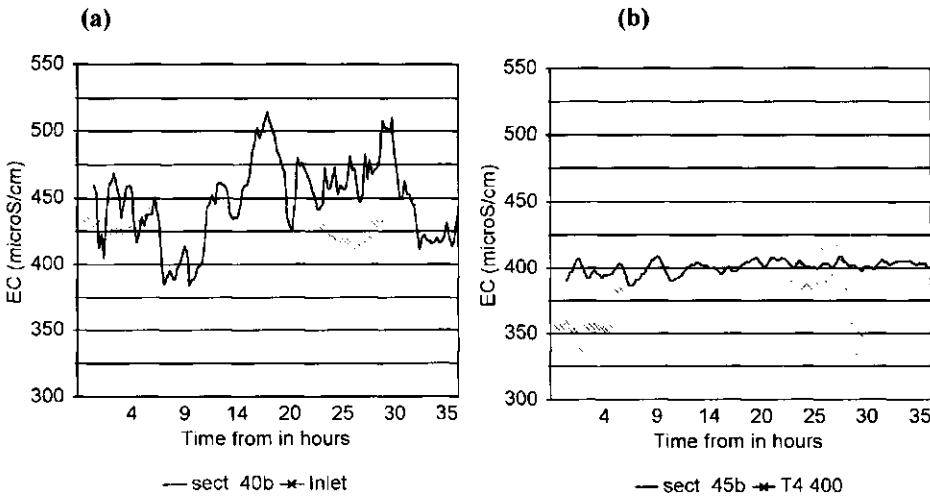 (a)
(b)
550
500
450
400
350
300
EC (microS/cm)
4 9 14 20 25 30 35
Time from in hours
sect 40b Inlet
550
500
450
400
350
300
EC (microS/cm)
4 9 15 20 25 30 35
Time from in hours
sect 45b T4 400